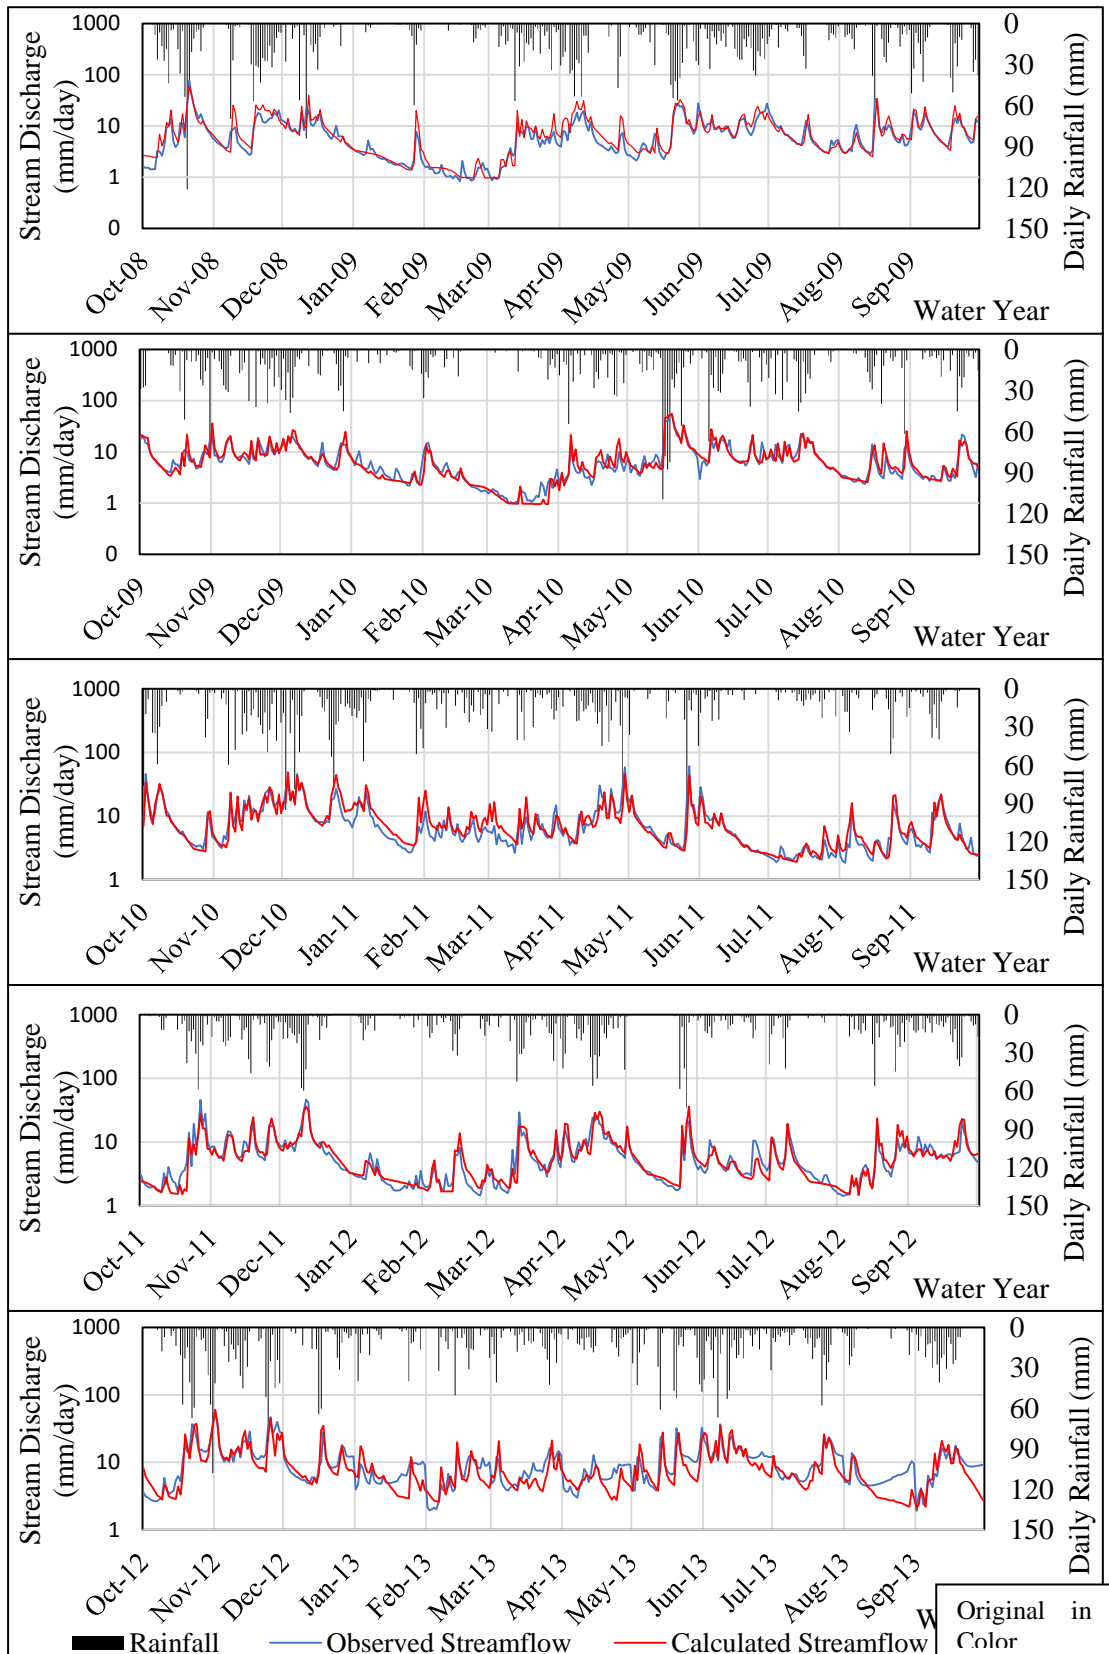 Stream Discharge
(mm/day)
1000
100
10
1
0
0
30
60
90
120
150
Daily Rainfall (mm)
Oct-08
Nov-08
Dec-08
Jan-09
Feb-09
Mar-09
Apr-09
May-09
Jun-09
Jul-09
Aug-09
Sep-09
Water Year
Stream Discharge
(mm/day)
1000
100
10
1
0
0
30
60
90
120
150
Daily Rainfall (mm)
Oct-09
Nov-09
Dec-09
Jan-10
Feb-10
Mar-10
Apr-10
May-10
Jun-10
Jul-10
Aug-10
Sep-10
Water Year
Stream Discharge
(mm/day)
1000
100
10
1
0
30
60
90
120
150
Daily Rainfall (mm)
Oct-10
Nov-10
Dec-10
Jan-11
Feb-11
Mar-11
Apr-11
May-11
Jun-11
Jul-11
Aug-11
Sep-11
Water Year
Stream Discharge
(mm/day)
1000
100
10
1
0
30
60
90
120
150
Daily Rainfall (mm)
Oct-11
Nov-11
Dec-11
Jan-12
Feb-12
Mar-12
Apr-12
May-12
Jun-12
Jul-12
Aug-12
Sep-12
Water Year
Stream Discharge
(mm/day)
1000
100
10
1
0
30
60
90
120
150
Daily Rainfall (mm)
Oct-12
Nov-12
Dec-12
Jan-13
Feb-13
Mar-13
Apr-13
May-13
Jun-13
Jul-13
Aug-13
Sep-13
Rainfall
Observed Streamflow
Calculated Streamflow
Original in
Color